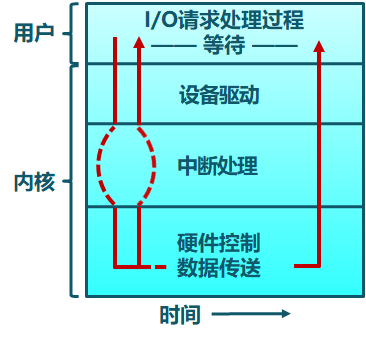 用户
I/O请求处理过程
等待
设备驱动
内核
中断处理
硬件控制
数据传送
时间